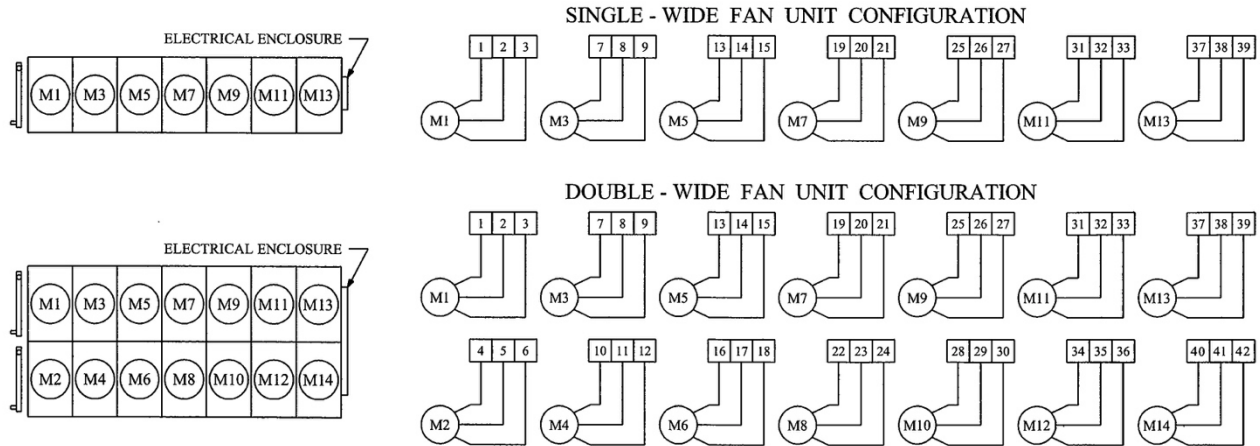 SINGLE - WIDE FAN UNIT CONFIGURATION
ELECTRICAL ENCLOSURE
1 2 3 7 8 9 13 14 15 19 20 21 25 26 27 31 32 33 37 38 39
M1 M3 M5 M7 M9 M11 M13
M1 M3 M5 M7 M9 M11 M13
DOUBLE - WIDE FAN UNIT CONFIGURATION
ELECTRICAL ENCLOSURE
1 2 3 7 8 9 13 14 15 19 20 21 25 26 27 31 32 33 37 38 39
M1 M3 M5 M7 M9 M11 M13
M1 M3 M5 M7 M9 M11 M13
4 5 6 10 11 12 16 17 18 22 23 24 28 29 30 34 35 36 40 41 42
M2 M4 M6 M8 M10 M12 M14
M2 M4 M6 M8 M10 M12 M14